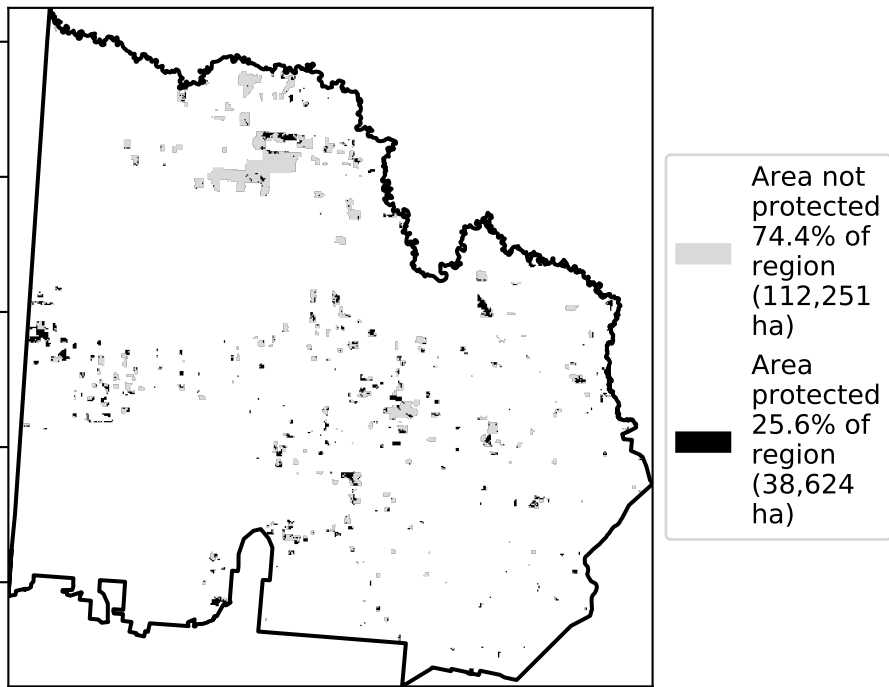 Area not
protected
74.4% of
region
(112,251
ha)
Area
protected
25.6% of
region
(38,624
ha)